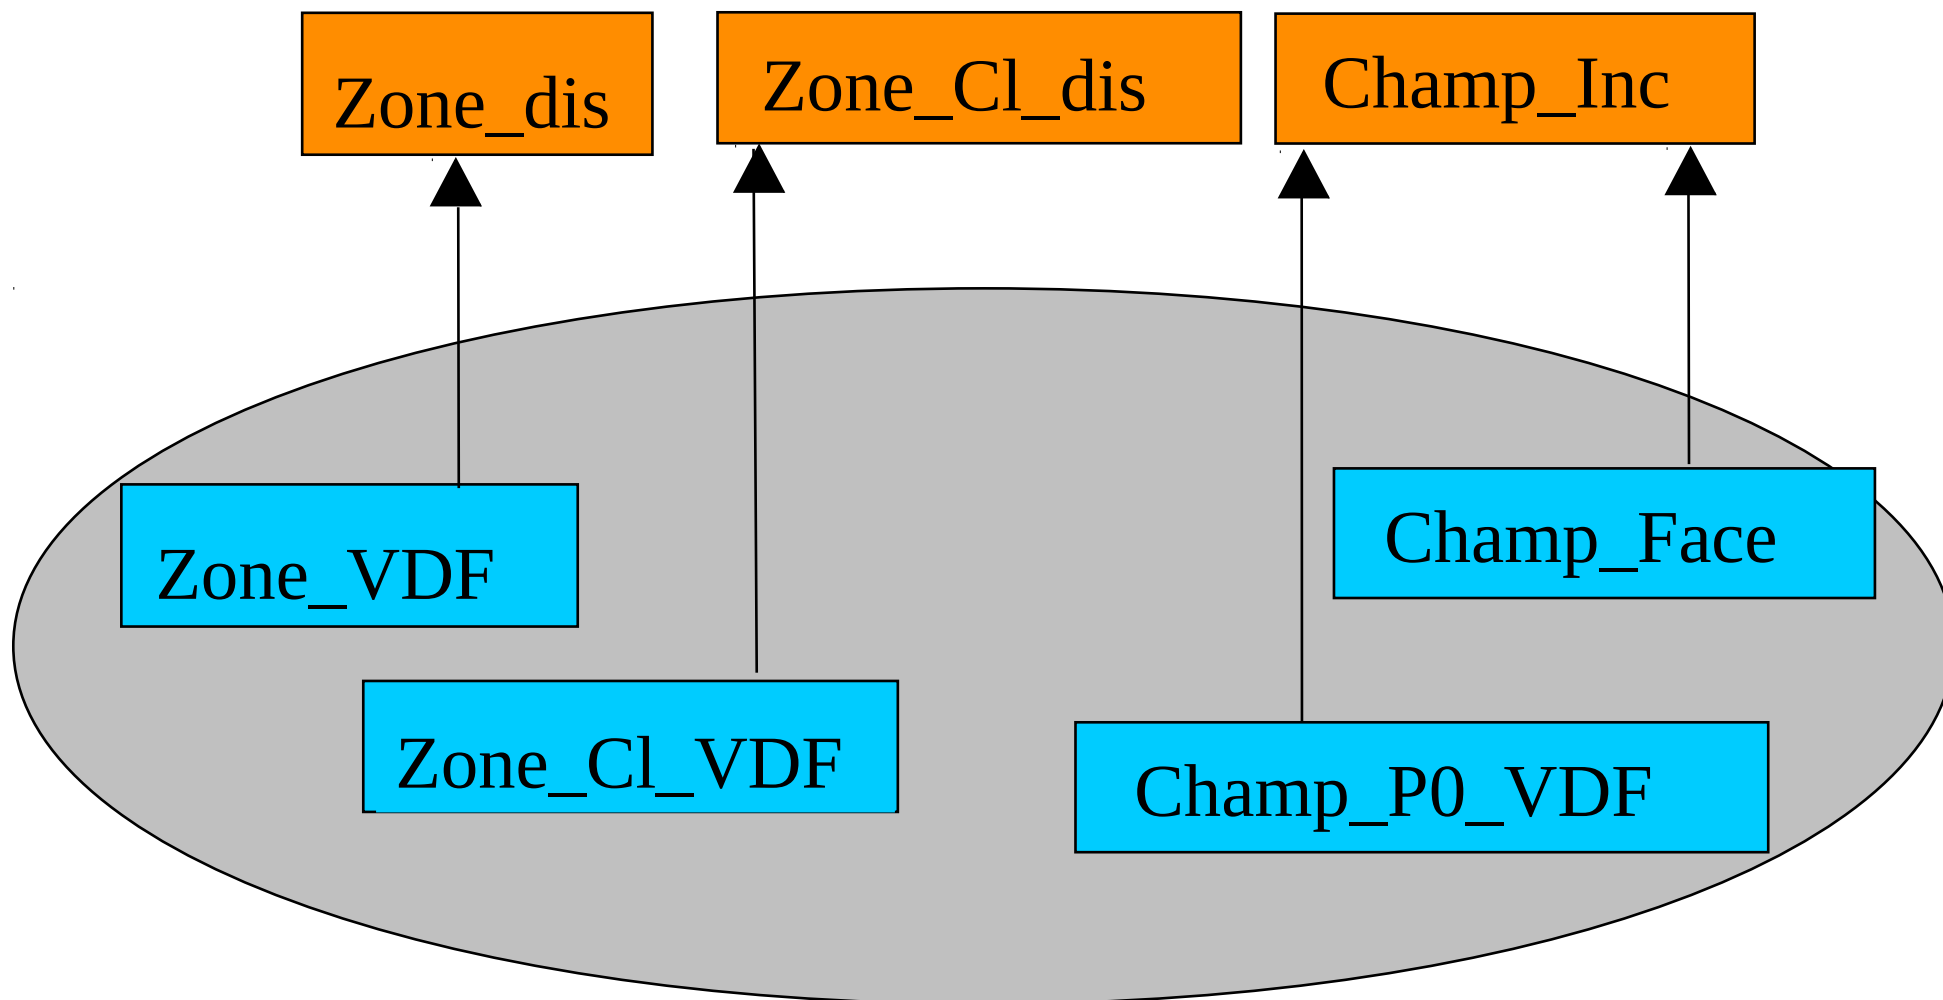 Zone_dis
Zone_Cl_dis
Champ_Inc
Zone_VDF
Champ_Face
Zone_Cl_VDF
Champ_P0_VDF